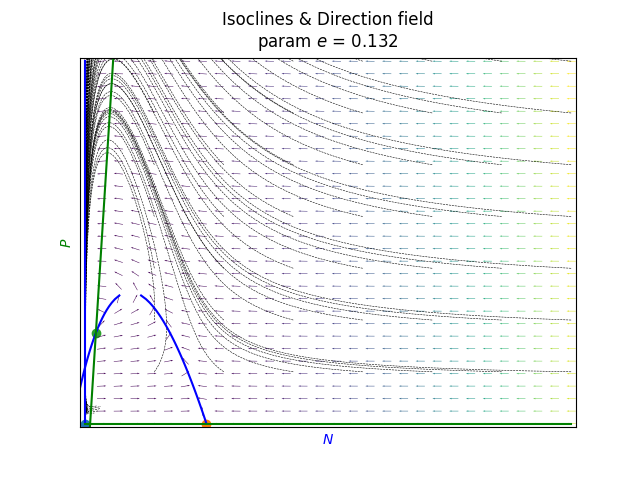 Isoclines & Direction field
param e = 0.132
P
N